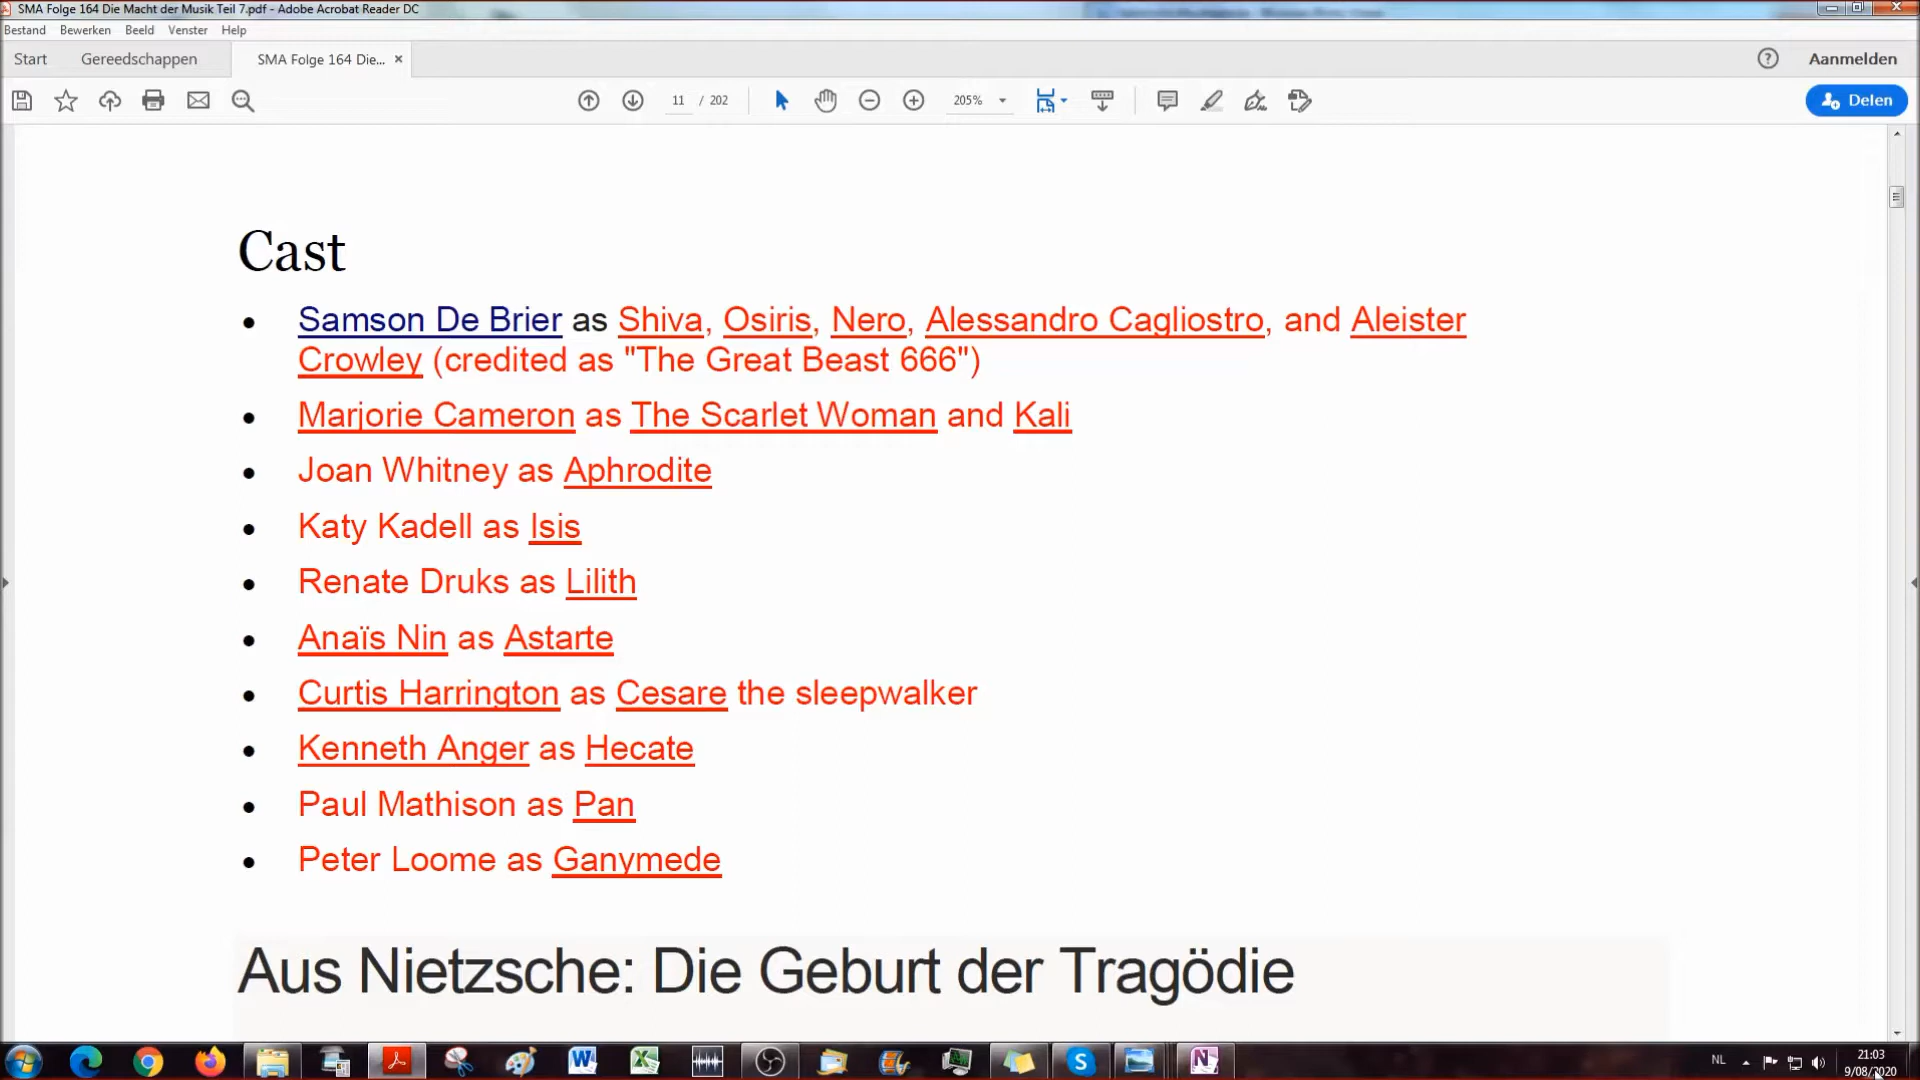 SMA Folge 164 Die Macht der Musik Teil 7.pdf - Adobe Acrobat Reader DC
Bestand Bewerken Beeld Venster Help
Start Gereedschappen SMA Folge 164 Die... × ? Aanmelden
11 / 202 205% Delen
Cast
• Samson De Brier as Shiva, Osiris, Nero, Alessandro Cagliostro, and Aleister
Crowley (credited as "The Great Beast 666")
• Marjorie Cameron as The Scarlet Woman and Kali
• Joan Whitney as Aphrodite
• Katy Kadell as Isis
• Renate Druks as Lilith
• Anaïs Nin as Astarte
• Curtis Harrington as Cesare the sleepwalker
• Kenneth Anger as Hecate
• Paul Mathison as Pan
• Peter Loome as Ganymede
Aus Nietzsche: Die Geburt der Tragödie
NL 21:03
9/08/2020